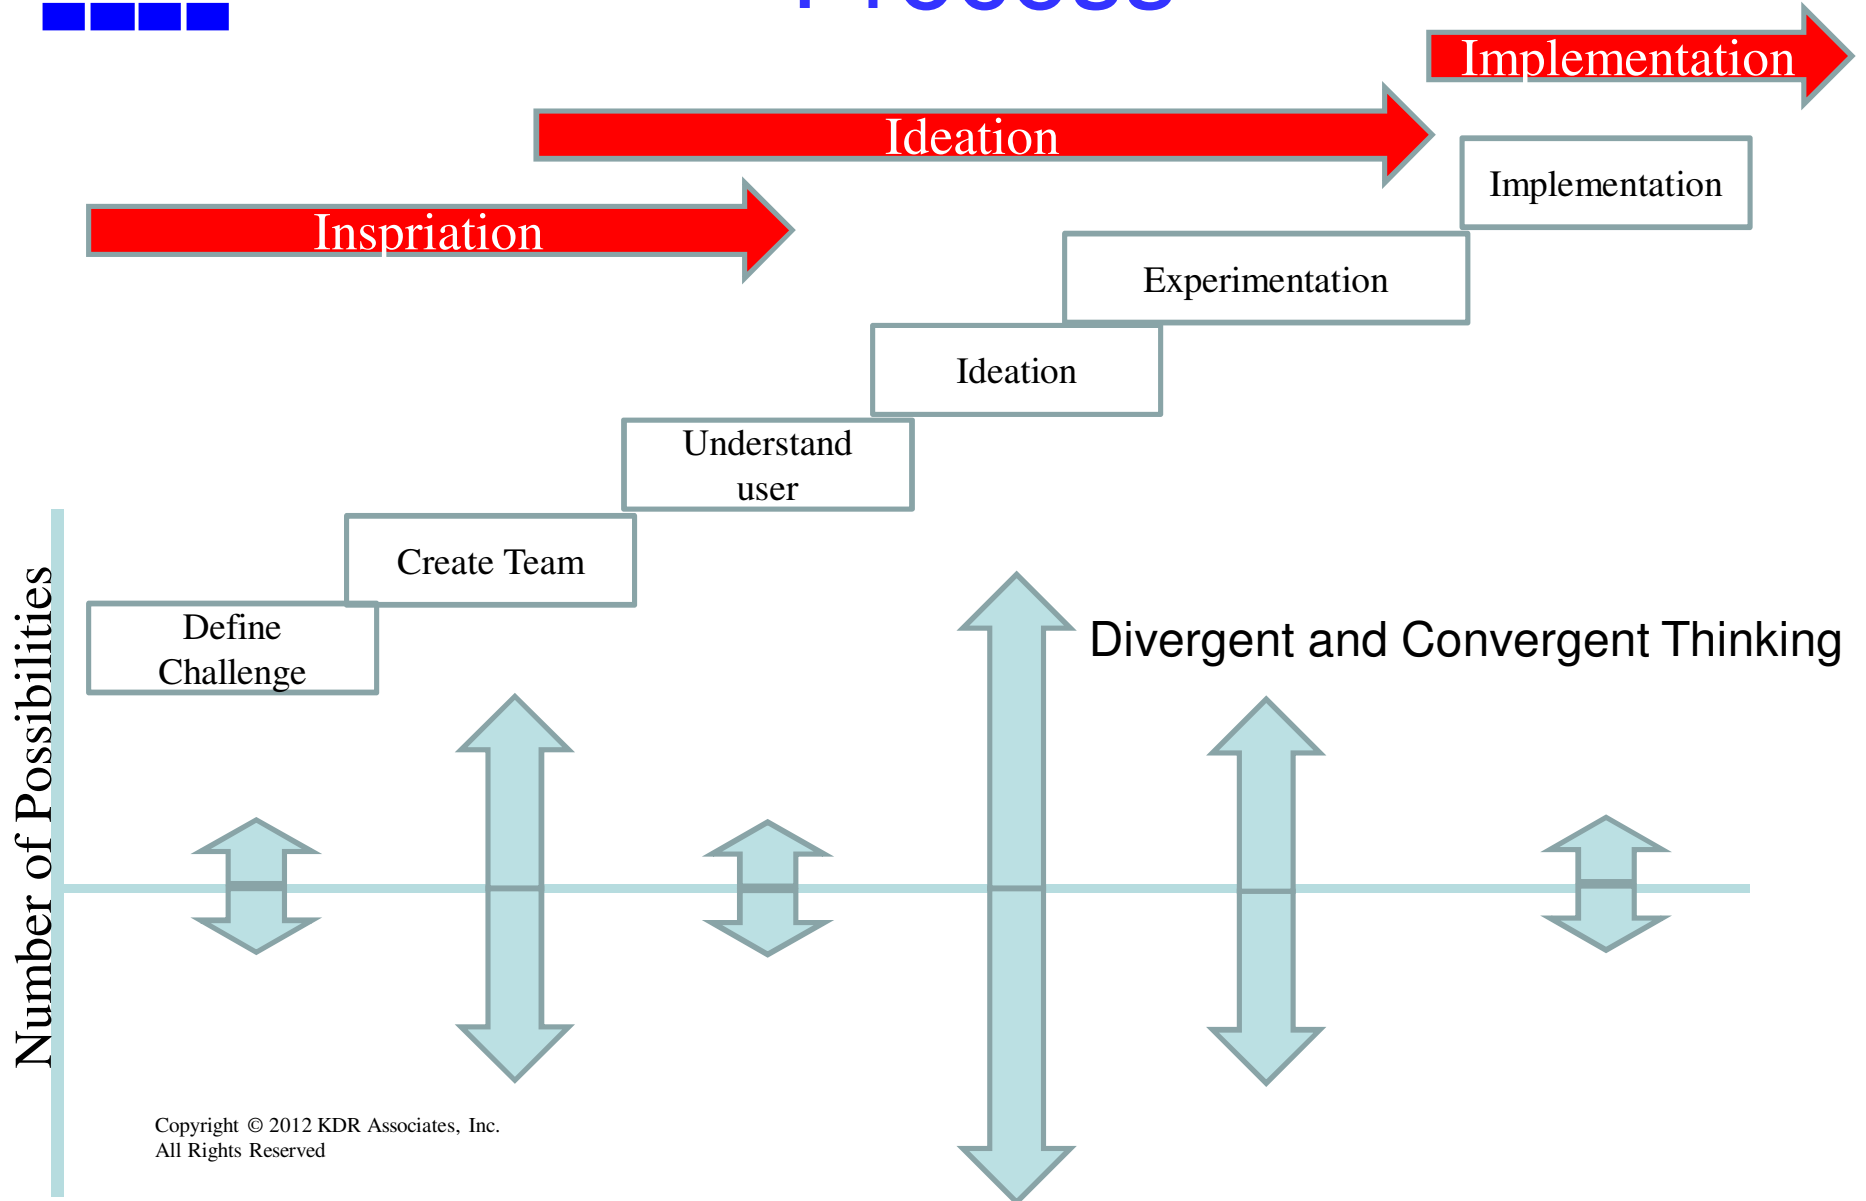 Process
Implementation
Ideation
Inspriation
Implementation
Experimentation
Ideation
Understand
user
Create Team
Define
Challenge
Number of Possibilities
Divergent and Convergent Thinking
Copyright © 2012 KDR Associates, Inc.
All Rights Reserved